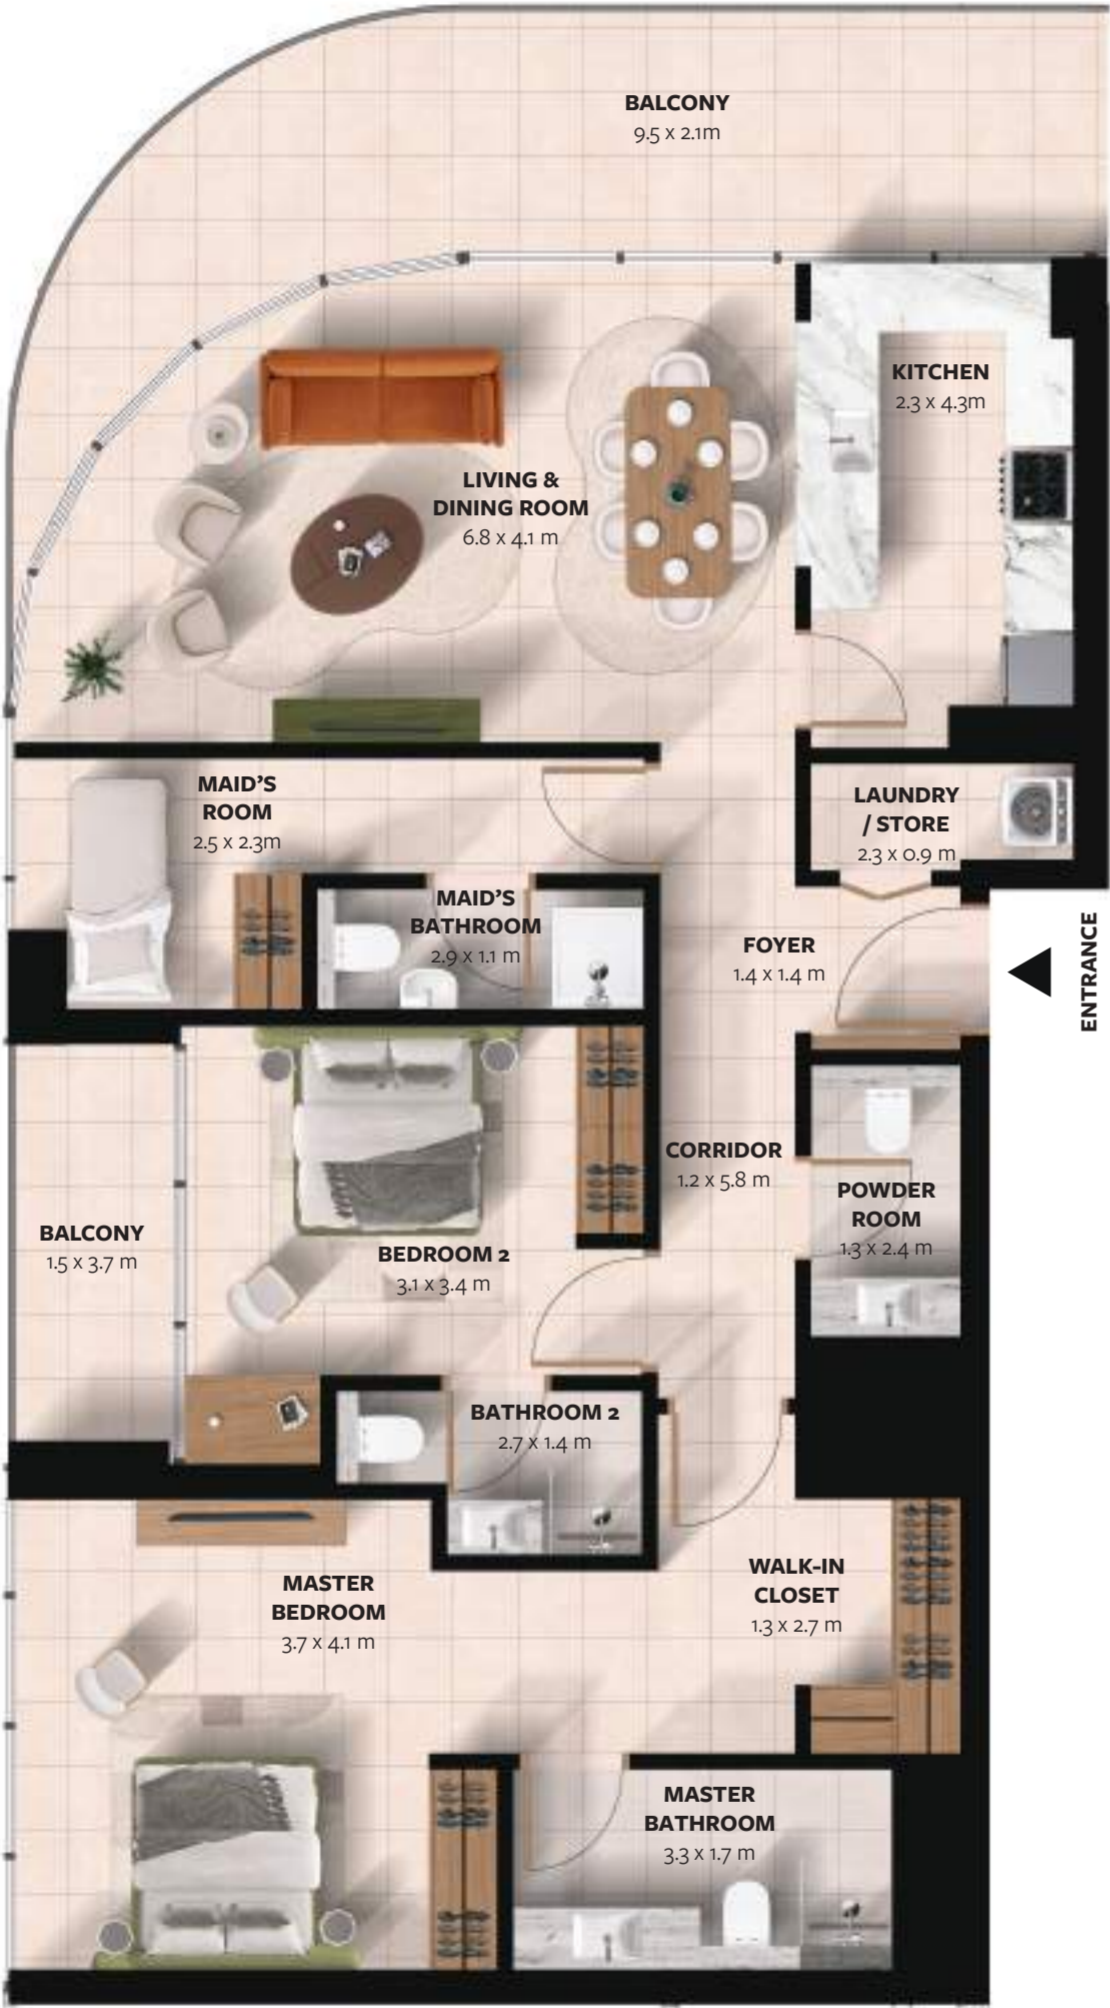 BALCONY
9.5 x 2.1m
KITCHEN
2.3 x 4.3m
LIVING &
DINING ROOM
6.8 x 4.1 m
MAID'S
ROOM
2.5 x 2.3m
LAUNDRY
/ STORE
2.3 x 0.9 m
MAID'S
BATHROOM
2.9 x 1.1 m
FOYER
1.4 x 1.4 m
ENTRANCE
CORRIDOR
1.2 x 5.8 m
POWDER
ROOM
1.3 x 2.4 m
BALCONY
1.5 x 3.7 m
BEDROOM 2
3.1 x 3.4 m
BATHROOM 2
2.7 x 1.4 m
WALK-IN
CLOSET
1.3 x 2.7 m
MASTER
BEDROOM
3.7 x 4.1 m
MASTER
BATHROOM
3.3 x 1.7 m